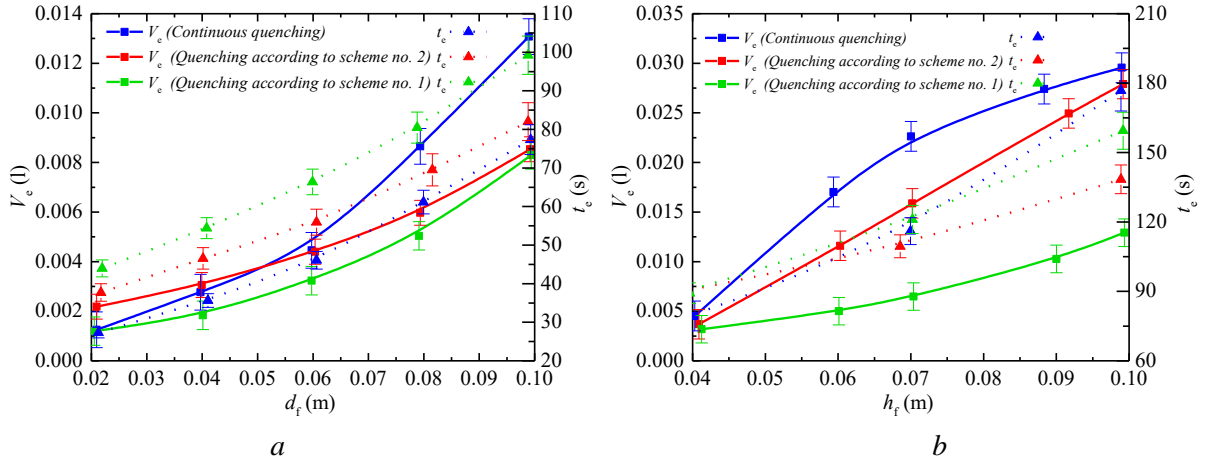 0.014
0.012
0.010
0.008
0.006
0.004
0.002
0.000
V_e (l)
V_e (Continuous quenching) t_e
V_e (Quenching according to scheme no. 2) t_e
V_e (Quenching according to scheme no. 1) t_e
110
100
90
80
70
60
50
40
30
20
t_e (s)
0.02 0.03 0.04 0.05 0.06 0.07 0.08 0.09 0.10
d_f (m)
a
0.035
0.030
0.025
0.020
0.015
0.010
0.005
0.000
V_e (l)
V_e (Continuous quenching) t_e
V_e (Quenching according to scheme no. 2) t_e
V_e (Quenching according to scheme no. 1) t_e
210
180
150
120
90
60
t_e (s)
0.04 0.05 0.06 0.07 0.08 0.09 0.10
h_f (m)
b